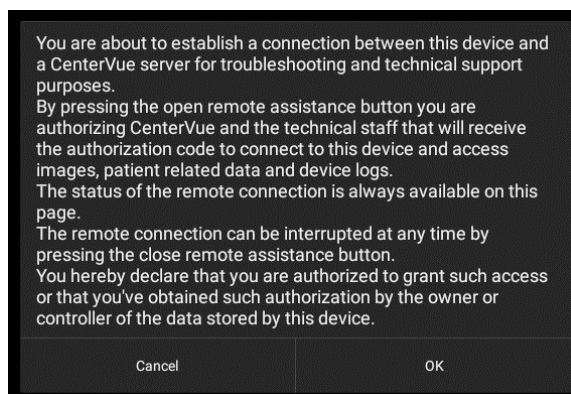 You are about to establish a connection between this device and
a CenterVue server for troubleshooting and technical support
purposes.
By pressing the open remote assistance button you are
authorizing CenterVue and the technical staff that will receive
the authorization code to connect to this device and access
images, patient related data and device logs.
The status of the remote connection is always available on this
page.
The remote connection can be interrupted at any time by
pressing the close remote assistance button.
You hereby declare that you are authorized to grant such access
or that you've obtained such authorization by the owner or
controller of the data stored by this device.
Cancel
OK